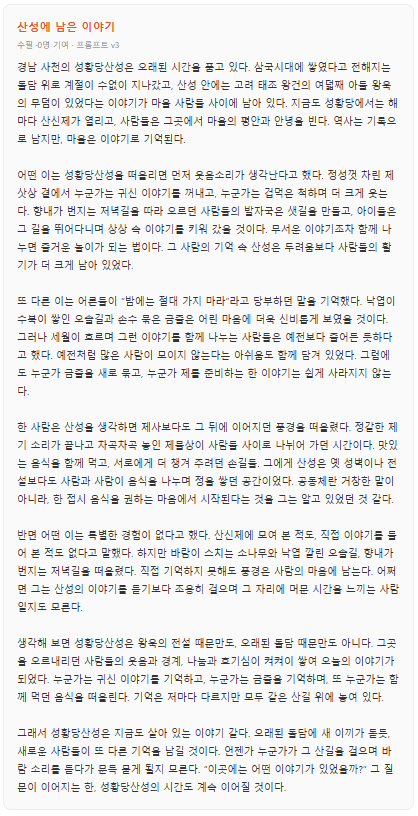 산성에 남은 이야기
수필 ·0명 기여 · 프롬프트 v3
경남 사천의 성황당산성은 오래된 시간을 품고 있다. 삼국시대에 쌓였다고 전해지는
돌담 위로 계절이 수없이 지나갔고, 산성 안에는 고려 태조 왕건의 여덟째 아들 왕욱
의 무덤이 있었다는 이야기가 마을 사람들 사이에 남아 있다. 지금도 성황당에서는 해
마다 산신제가 열리고, 사람들은 그곳에서 마을의 평안과 안녕을 빈다. 역사는 기록으
로 남지만, 마을은 이야기로 기억된다.
어떤 이는 성황당산성을 떠올리면 먼저 웃음소리가 생각난다고 했다. 정성껏 차린 제
삿상 곁에서 누군가는 귀신 이야기를 꺼내고, 누군가는 겁먹은 척하며 더 크게 웃는
다. 향내가 번지는 저녁길을 따라 오르던 사람들의 발자국은 샛길을 만들고, 아이들은
그 길을 뛰어다니며 상상 속 이야기를 키워 갔을 것이다. 무서운 이야기조차 함께 나
누면 즐거운 놀이가 되는 법이다. 그 사람의 기억 속 산성은 두려움보다 사람들의 활
기가 더 크게 남아 있었다.
또 다른 이는 어른들이 “밤에는 절대 가지 마라”라고 당부하던 말을 기억했다. 낙엽이
수북이 쌓인 오솔길과 손수 묶은 금줄은 어린 마음에 더욱 신비롭게 보였을 것이다.
그러나 세월이 흐르며 그런 이야기를 함께 나누는 사람들은 예전보다 줄어든 듯하다
고 했다. 예전처럼 많은 사람이 모이지 않는다는 아쉬움도 함께 담겨 있었다. 그럼에
도 누군가 금줄을 새로 묶고, 누군가 제를 준비하는 한 이야기는 쉽게 사라지지 않는
다.
한 사람은 산성을 생각하면 제사보다도 그 뒤에 이어지던 풍경을 떠올렸다. 정갈한 제
기 소리가 끝나고 차곡차곡 놓인 제물상이 사람들 사이로 나뉘어 가던 시간이다. 맛있
는 음식을 함께 먹고, 서로에게 더 챙겨 주려던 손길들. 그에게 산성은 옛 성벽이나 전
설보다도 사람과 사람이 음식을 나누며 정을 쌓던 공간이었다. 공동체란 거창한 말이
아니라, 한 접시 음식을 권하는 마음에서 시작된다는 것을 그는 알고 있었던 것 같다.
반면 어떤 이는 특별한 경험이 없다고 했다. 산신제에 모여 본 적도, 직접 이야기를 들
어 본 적도 없다고 말했다. 하지만 바람이 스치는 소나무와 낙엽 깔린 오솔길, 향내가
번지는 저녁길을 떠올렸다. 직접 기억하지 못해도 풍경은 사람의 마음에 남는다. 어쩌
면 그는 산성의 이야기를 듣기보다 조용히 걸으며 그 자리에 머문 시간을 느끼는 사람
일지도 모른다.
생각해 보면 성황당산성은 왕욱의 전설 때문만도, 오래된 돌담 때문만도 아니다. 그곳
을 오르내리던 사람들의 웃음과 경계, 나눔과 호기심이 켜켜이 쌓여 오늘의 이야기가
되었다. 누군가는 귀신 이야기를 기억하고, 누군가는 금줄을 기억하며, 또 누군가는 함
께 먹던 음식을 떠올린다. 기억은 저마다 다르지만 모두 같은 산길 위에 놓여 있다.
그래서 성황당산성은 지금도 살아 있는 이야기 같다. 오래된 돌담에 새 이끼가 돋듯,
새로운 사람들이 또 다른 기억을 남길 것이다. 언젠가 누군가가 그 산길을 걸으며 바
람 소리를 듣다가 문득 묻게 될지 모른다. “이곳에는 어떤 이야기가 있었을까?” 그 질
문이 이어지는 한, 성황당산성의 시간도 계속 이어질 것이다.